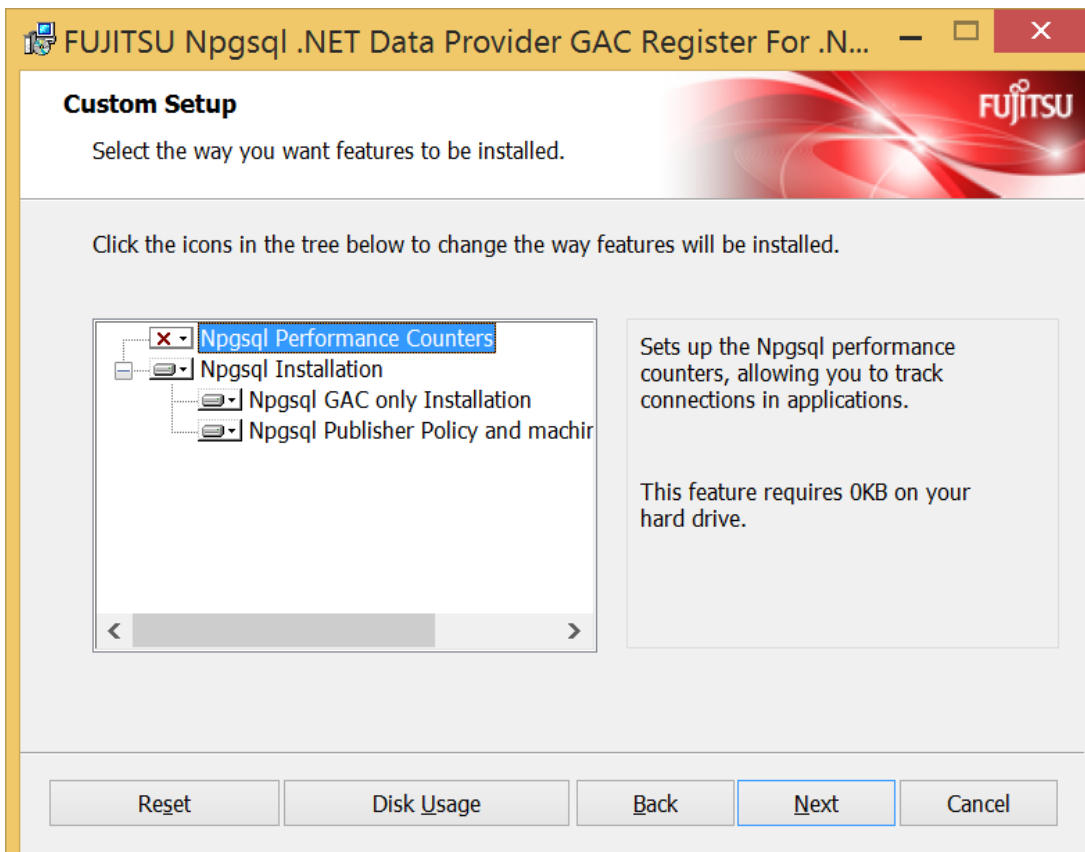 FUJITSU Npgsql .NET Data Provider GAC Register For .N...
Custom Setup
FUJITSU
Select the way you want features to be installed.
Click the icons in the tree below to change the way features will be installed.
Npgsql Performance Counters
Npgsql Installation
Npgsql GAC only Installation
Npgsql Publisher Policy and machin
Sets up the Npgsql performance
counters, allowing you to track
connections in applications.
This feature requires 0KB on your
hard drive.
Reset
Disk Usage
Back
Next
Cancel